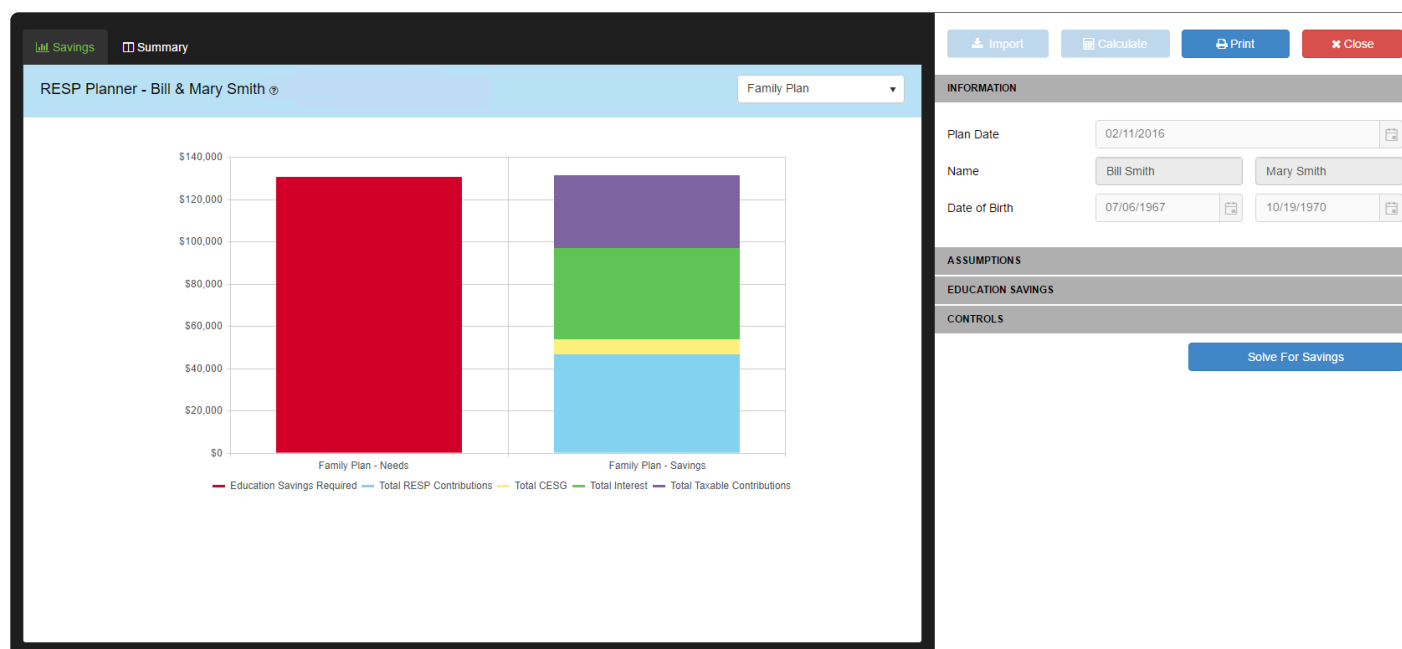 Savings Summary
RESP Planner - Bill & Mary Smith
Family Plan
$140,000
$120,000
$100,000
$80,000
$60,000
$40,000
$20,000
$0
Family Plan - Needs Family Plan - Savings
Education Savings Required Total RESP Contributions Total CESG Total Interest Total Taxable Contributions
Import Calculate Print Close
INFORMATION
Plan Date 02/11/2016
Name Bill Smith Mary Smith
Date of Birth 07/06/1967 10/19/1970
ASSUMPTIONS
EDUCATION SAVINGS
CONTROLS
Solve For Savings